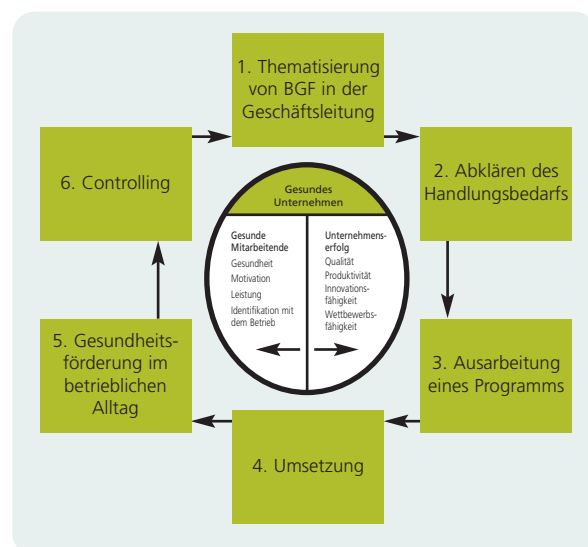 1. Thematisierung
von BGF in der
Geschäftsleitung
2. Abklären des
Handlungsbedarfs
3. Ausarbeitung
eines Programms
4. Umsetzung
5. Gesundheits-
förderung im
betrieblichen
Alltag
6. Controlling
Gesundes
Unternehmen
Gesunde
Mitarbeitende
Gesundheit
Motivation
Leistung
Identifikation mit
dem Betrieb
Unternehmens-
erfolg
Qualität
Produktivität
Innovations-
fähigkeit
Wettbewerbs-
fähigkeit